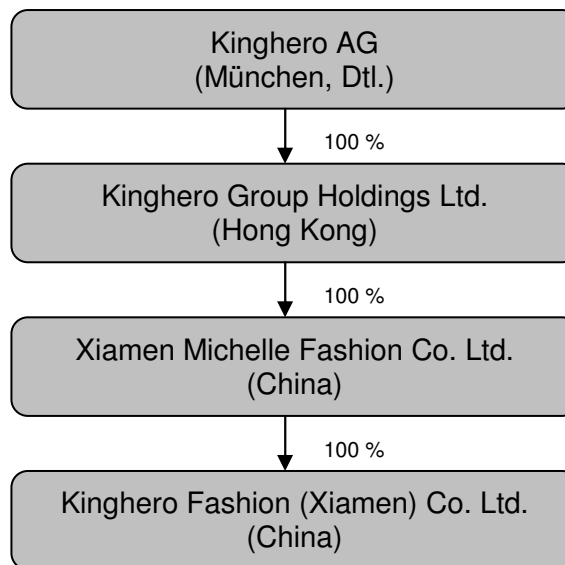 Kinghero AG
(München, Dtl.)
100 %
Kinghero Group Holdings Ltd.
(Hong Kong)
100 %
Xiamen Michelle Fashion Co. Ltd.
(China)
100 %
Kinghero Fashion (Xiamen) Co. Ltd.
(China)